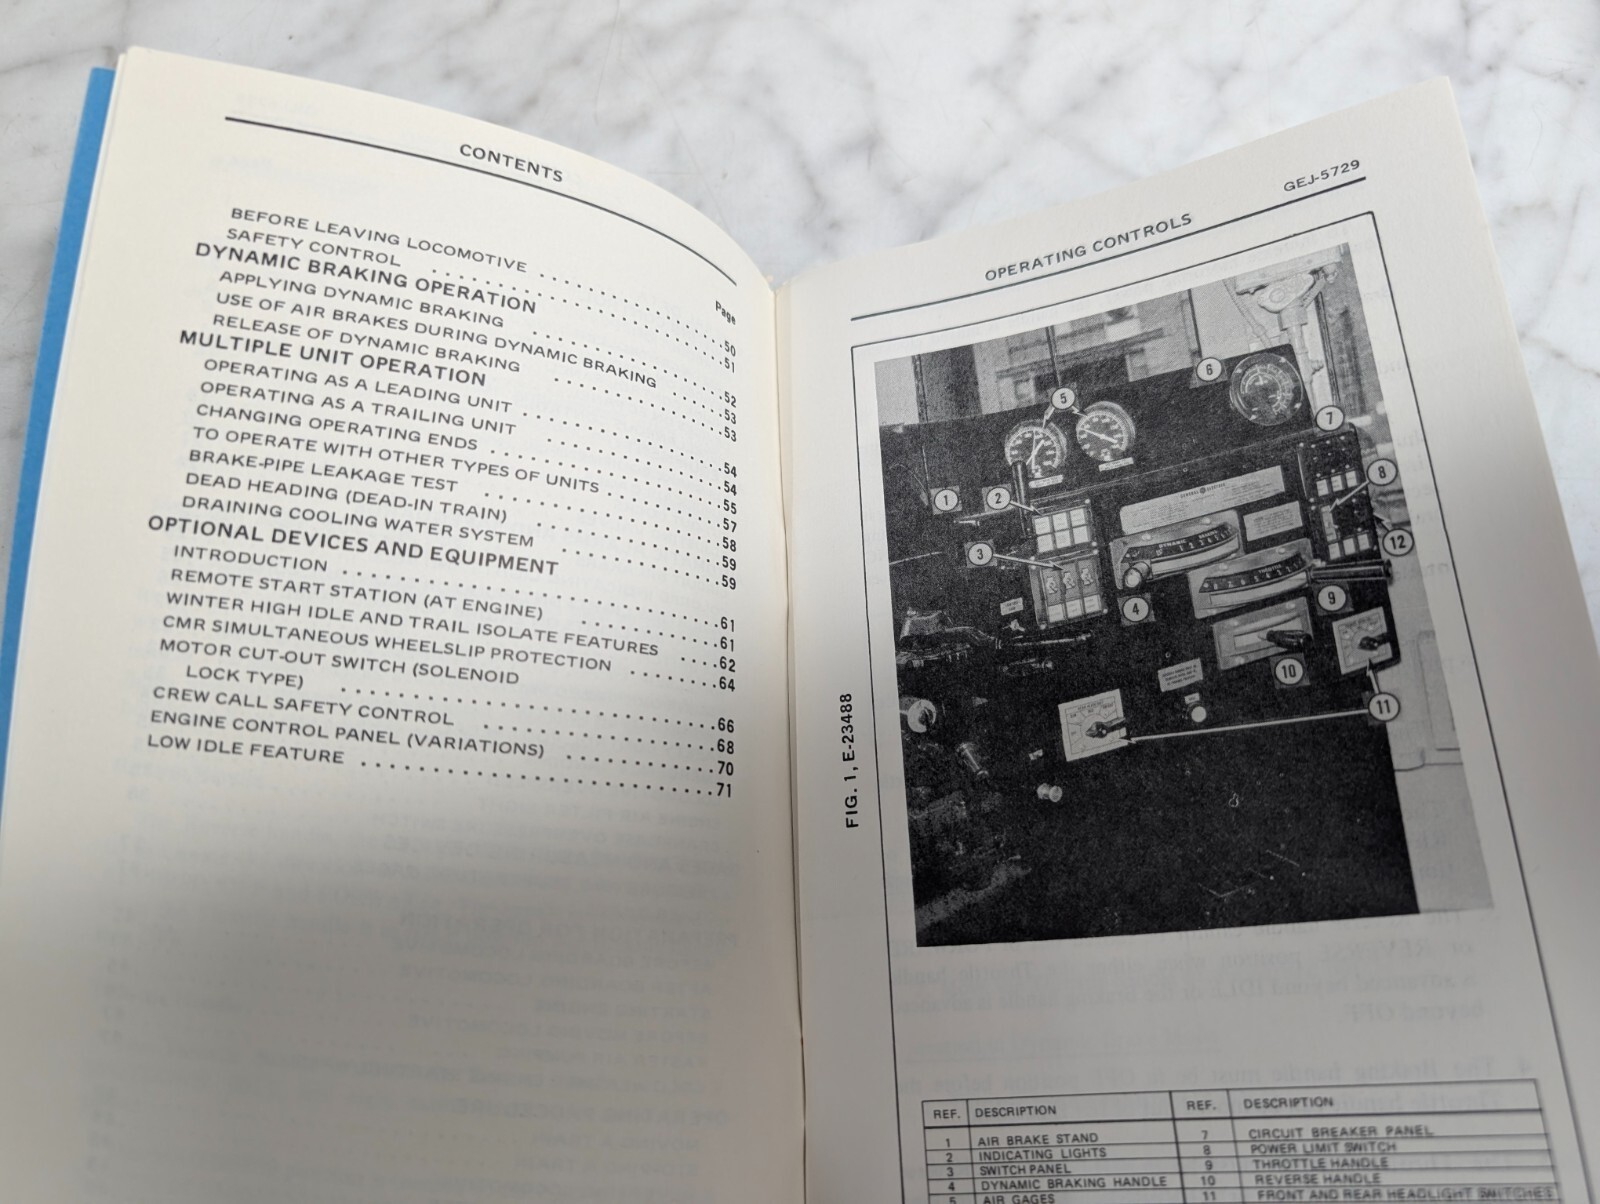 CONTENTS
Page
BEFORE LEAVING LOCOMOTIVE . . . . . . . . . . . . . . . . .50
SAFETY CONTROL . . . . . . . . . . . . . . . . . . . . . . .51
DYNAMIC BRAKING OPERATION
APPLYING DYNAMIC BRAKING . . . . . . . . . . . . . . . .52
USE OF AIR BRAKES DURING DYNAMIC BRAKING . . . . .53
RELEASE OF DYNAMIC BRAKING . . . . . . . . . . . . . .53
MULTIPLE UNIT OPERATION
OPERATING AS A LEADING UNIT . . . . . . . . . . . . . . .54
OPERATING AS A TRAILING UNIT . . . . . . . . . . . . . .54
CHANGING OPERATING ENDS . . . . . . . . . . . . . . . . .55
TO OPERATE WITH OTHER TYPES OF UNITS . . . . . . . . .57
BRAKE-PIPE LEAKAGE TEST . . . . . . . . . . . . . . . . .58
DEAD HEADING (DEAD-IN TRAIN) . . . . . . . . . . . . . .59
DRAINING COOLING WATER SYSTEM . . . . . . . . . . . . .59
OPTIONAL DEVICES AND EQUIPMENT
INTRODUCTION . . . . . . . . . . . . . . . . . . . . . . . . .61
REMOTE START STATION (AT ENGINE) . . . . . . . . . . .61
WINTER HIGH IDLE AND TRAIL ISOLATE FEATURES . . . .62
CMR SIMULTANEOUS WHEELSLIP PROTECTION . . . . . . . .64
MOTOR CUT-OUT SWITCH (SOLENOID
LOCK TYPE) . . . . . . . . . . . . . . . . . . . . . . . .66
CREW CALL SAFETY CONTROL . . . . . . . . . . . . . . . .68
ENGINE CONTROL PANEL (VARIATIONS) . . . . . . . . . . .70
LOW IDLE FEATURE . . . . . . . . . . . . . . . . . . . . . .71
GEJ-5729
OPERATING CONTROLS
6
5
7
8
1
2
12
3
4
9
10
11
GENERAL ELECTRIC
THROTTLE
FIG. 1, E-23488
REF. DESCRIPTION REF. DESCRIPTION
1 AIR BRAKE STAND 7 CIRCUIT BREAKER PANEL
2 INDICATING LIGHTS 8 POWER LIMIT SWITCH
3 SWITCH PANEL 9 THROTTLE HANDLE
4 DYNAMIC BRAKING HANDLE 10 REVERSE HANDLE
5 AIR GAGES 11 FRONT AND REAR HEADLIGHT SWITCHES